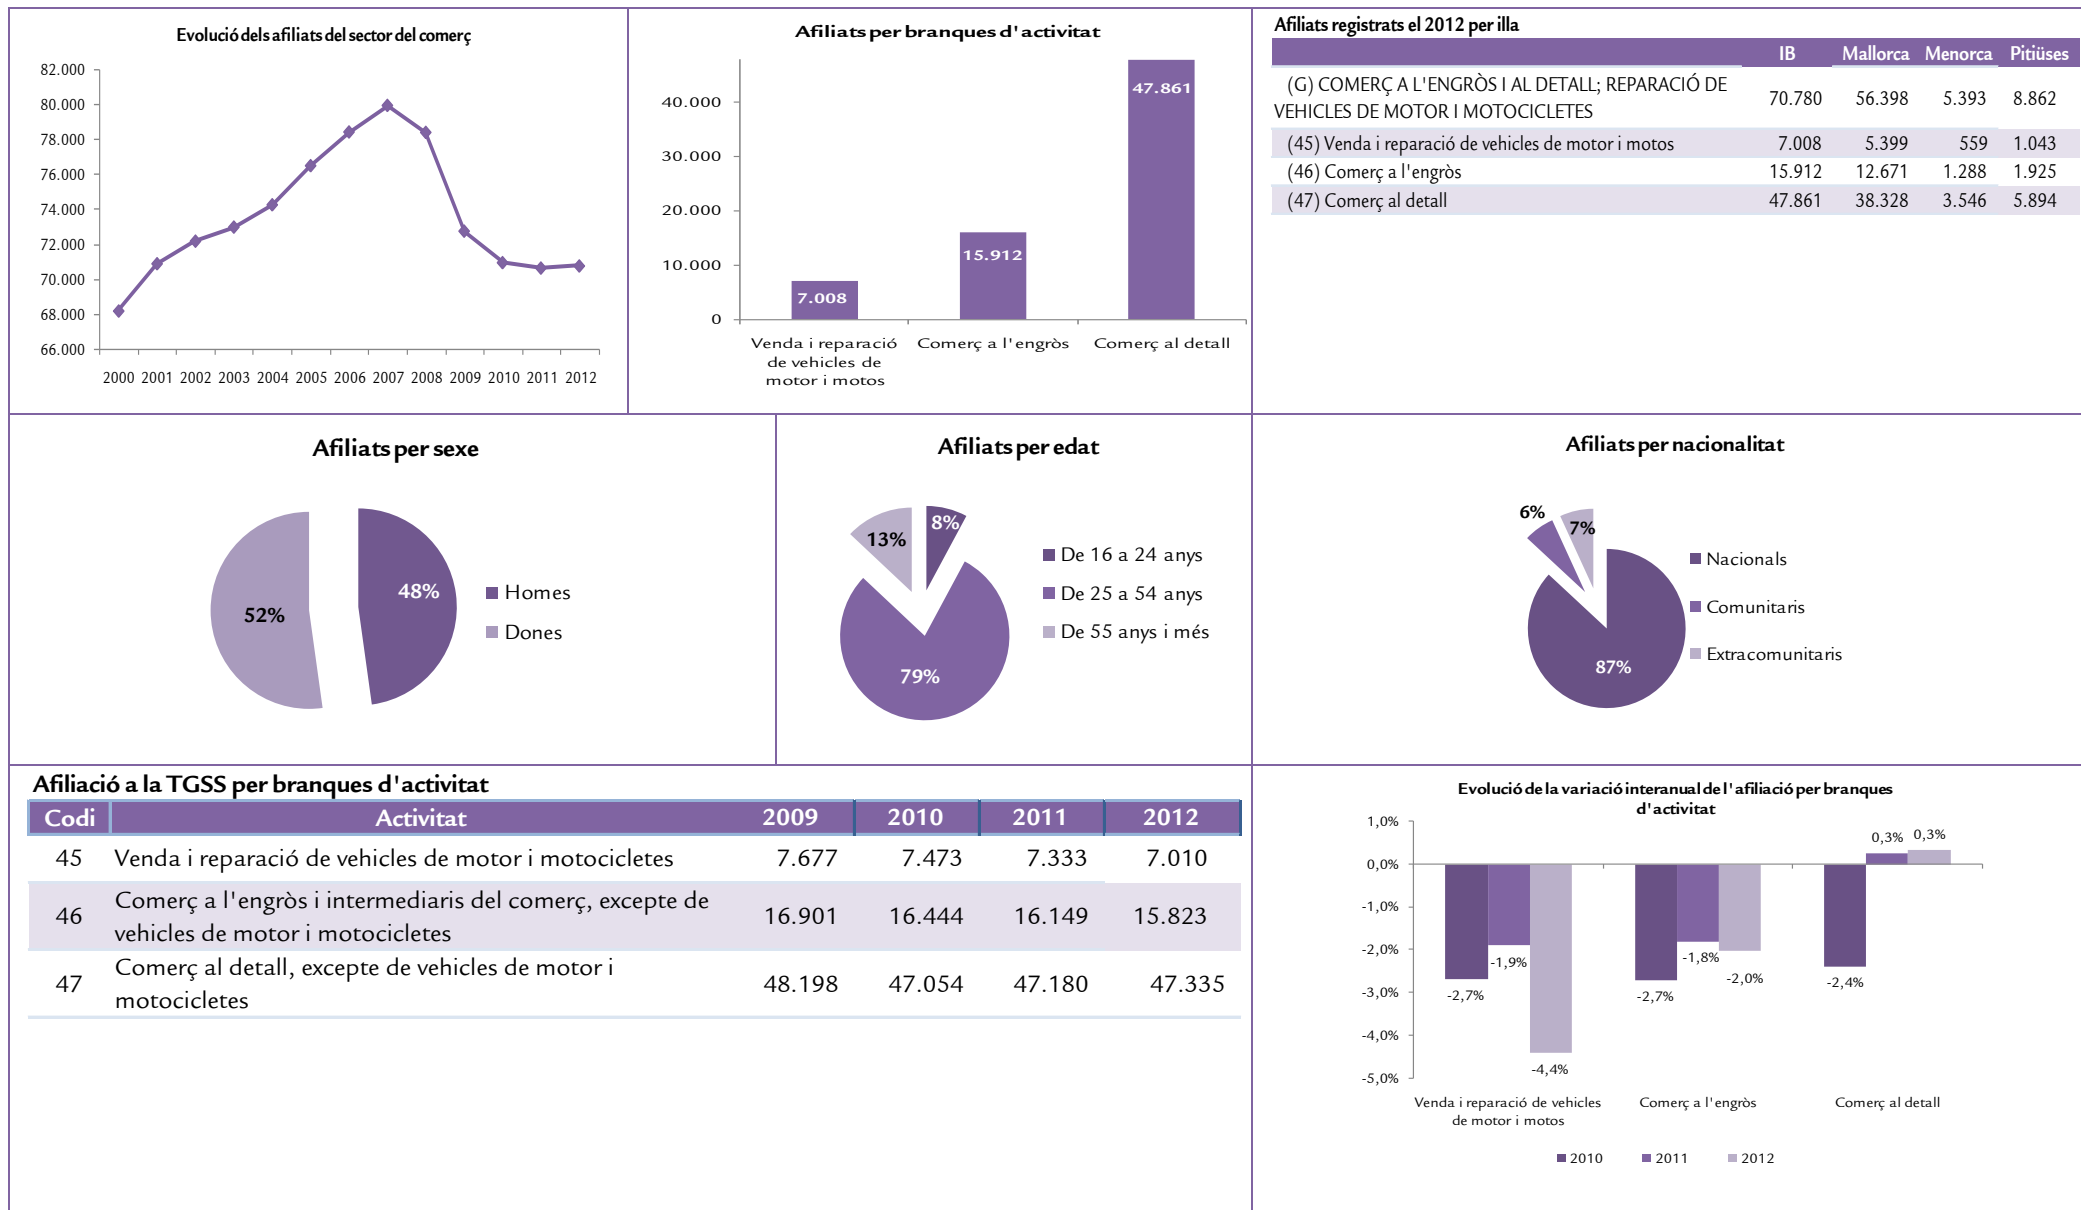 Evolució dels afiliats del sector del comerç
82.000
80.000
78.000
76.000
74.000
72.000
70.000
68.000
66.000
2000 2001 2002 2003 2004 2005 2006 2007 2008 2009 2010 2011 2012
Afiliats per branques d'activitat
40.000
30.000
20.000
10.000
0
7.008
15.912
47.861
Venda i reparació
de vehicles de
motor i motos
Comerç a l'engròs
Comerç al detall
Afiliats registrats el 2012 per illa
IB Mallorca Menorca Pitiüses
(G) COMERÇ A L'ENGRÒS I AL DETALL; REPARACIÓ DE
VEHICLES DE MOTOR I MOTOCICLETES
70.780 56.398 5.393 8.862
(45) Venda i reparació de vehicles de motor i motos 7.008 5.399 559 1.043
(46) Comerç a l'engròs 15.912 12.671 1.288 1.925
(47) Comerç al detall 47.861 38.328 3.546 5.894
Afiliats per sexe
48%
52%
Homes
Dones
Afiliats per edat
8%
13%
79%
De 16 a 24 anys
De 25 a 54 anys
De 55 anys i més
Afiliats per nacionalitat
6%
7%
87%
Nacionals
Comunitaris
Extracomunitaris
Afiliació a la TGSS per branques d'activitat
Codi Activitat 2009 2010 2011 2012
45 Venda i reparació de vehicles de motor i motocicletes 7.677 7.473 7.333 7.010
46 Comerç a l'engròs i intermediaris del comerç, excepte de
vehicles de motor i motocicletes
16.901 16.444 16.149 15.823
47 Comerç al detall, excepte de vehicles de motor i
motocicletes
48.198 47.054 47.180 47.335
Evolució de la variació interanual de l'afiliació per branques
d'activitat
1,0%
0,0%
-1,0%
-2,0%
-3,0%
-4,0%
-5,0%
-2,7%
-1,9%
-4,4%
-2,7%
-1,8%
-2,0%
-2,4%
0,3%
0,3%
Venda i reparació de vehicles
de motor i motos
Comerç a l'engròs
Comerç al detall
2010 2011 2012